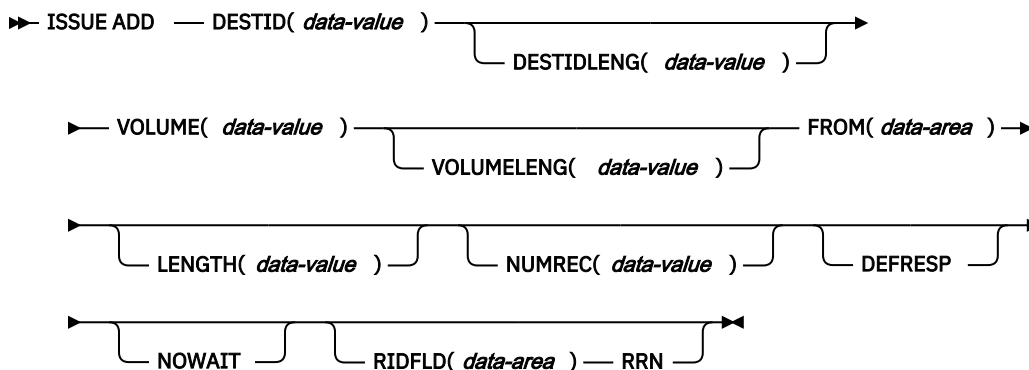 ISSUE ADD DESTID( data-value )
DESTIDLENG( data-value )
VOLUME( data-value ) FROM( data-area )
VOLUMELENG( data-value )
LENGTH( data-value ) NUMREC( data-value ) DEFRESP
NOWAIT RIDFLD( data-area ) RRN